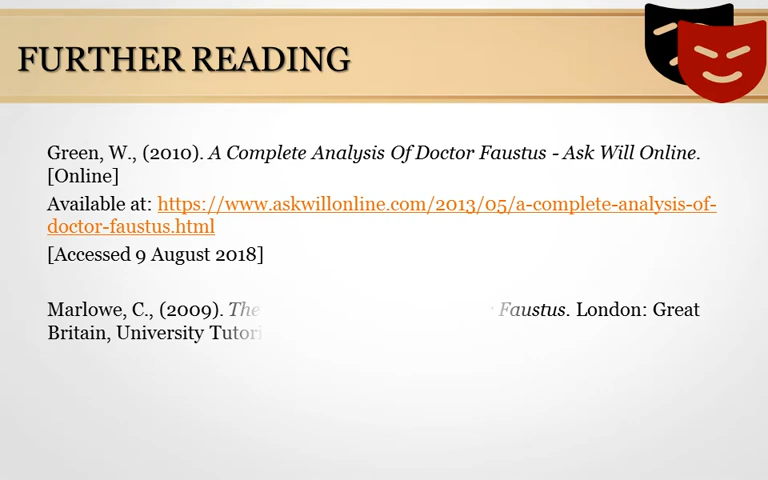 FURTHER READING
Green, W., (2010). A Complete Analysis Of Doctor Faustus - Ask Will Online.
[Online]
Available at: https://www.askwillonline.com/2013/05/a-complete-analysis-of-
doctor-faustus.html
[Accessed 9 August 2018]
Marlowe, C., (2009). The Faustus. London: Great
Britain, University